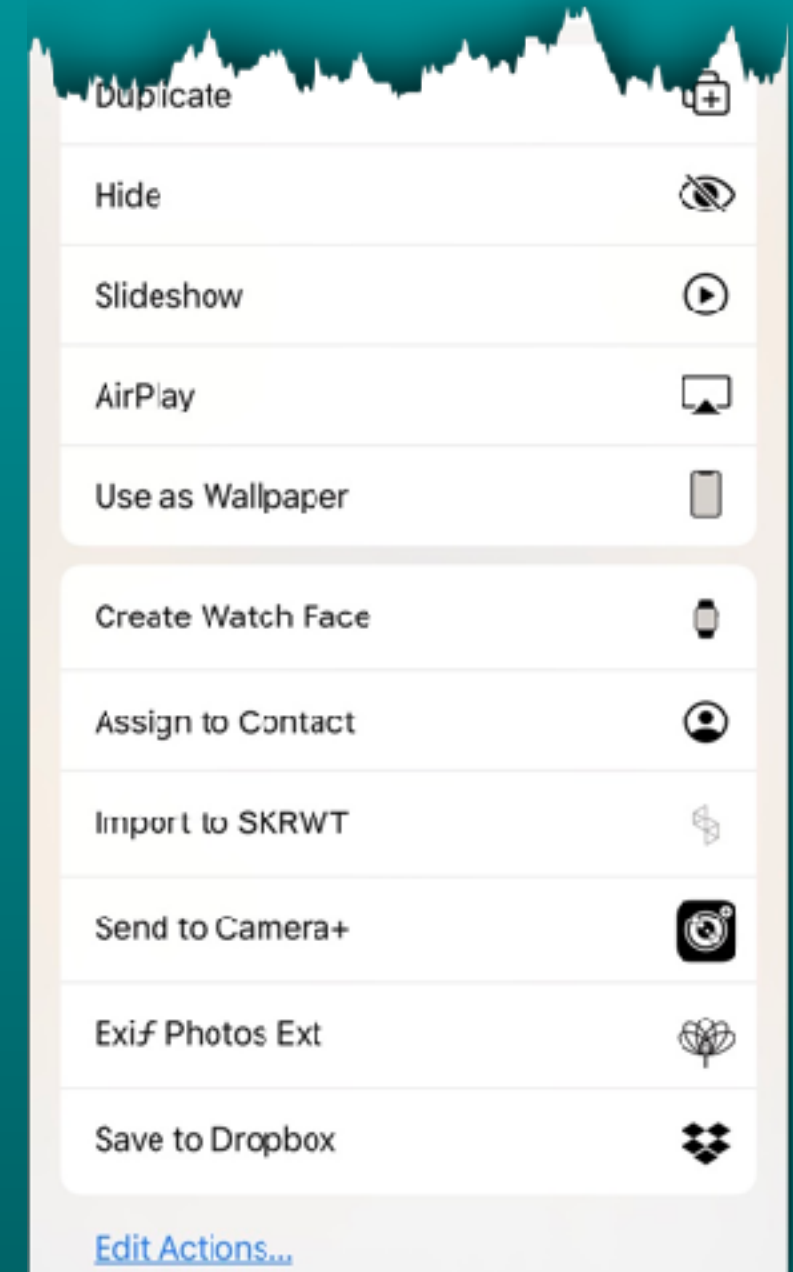 Duplicate
Hide
Slideshow
AirPlay
Use as Wallpaper
Create Watch Face
Assign to Contact
Import to SKRWT
Send to Camera+
Exif Photos Ext
Save to Dropbox
Edit Actions...